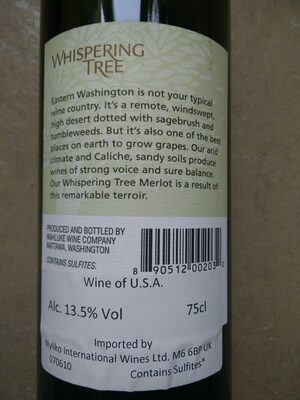 WHISPERING
TREE
Eastern Washington is not your typical
wine country. It's a remote, windswept,
high desert dotted with sagebrush and
tumbleweeds. But it's also one of the best
places on earth to grow grapes. Our arid
climate and Caliche, sandy soils produce
wines of strong voice and sure balance.
Our Whispering Tree Merlot is a result of
this remarkable terroir.
PRODUCED AND BOTTLED BY
WAHLUKE WINE COMPANY
MATTAWA, WASHINGTON
CONTAINS SULFITES.
8 90512 00203
Wine of U.S.A.
Alc. 13.5% Vol 75cl
Imported by
Myliko International Wines Ltd. M6 6BP UK
070610 Contains Sulfites*